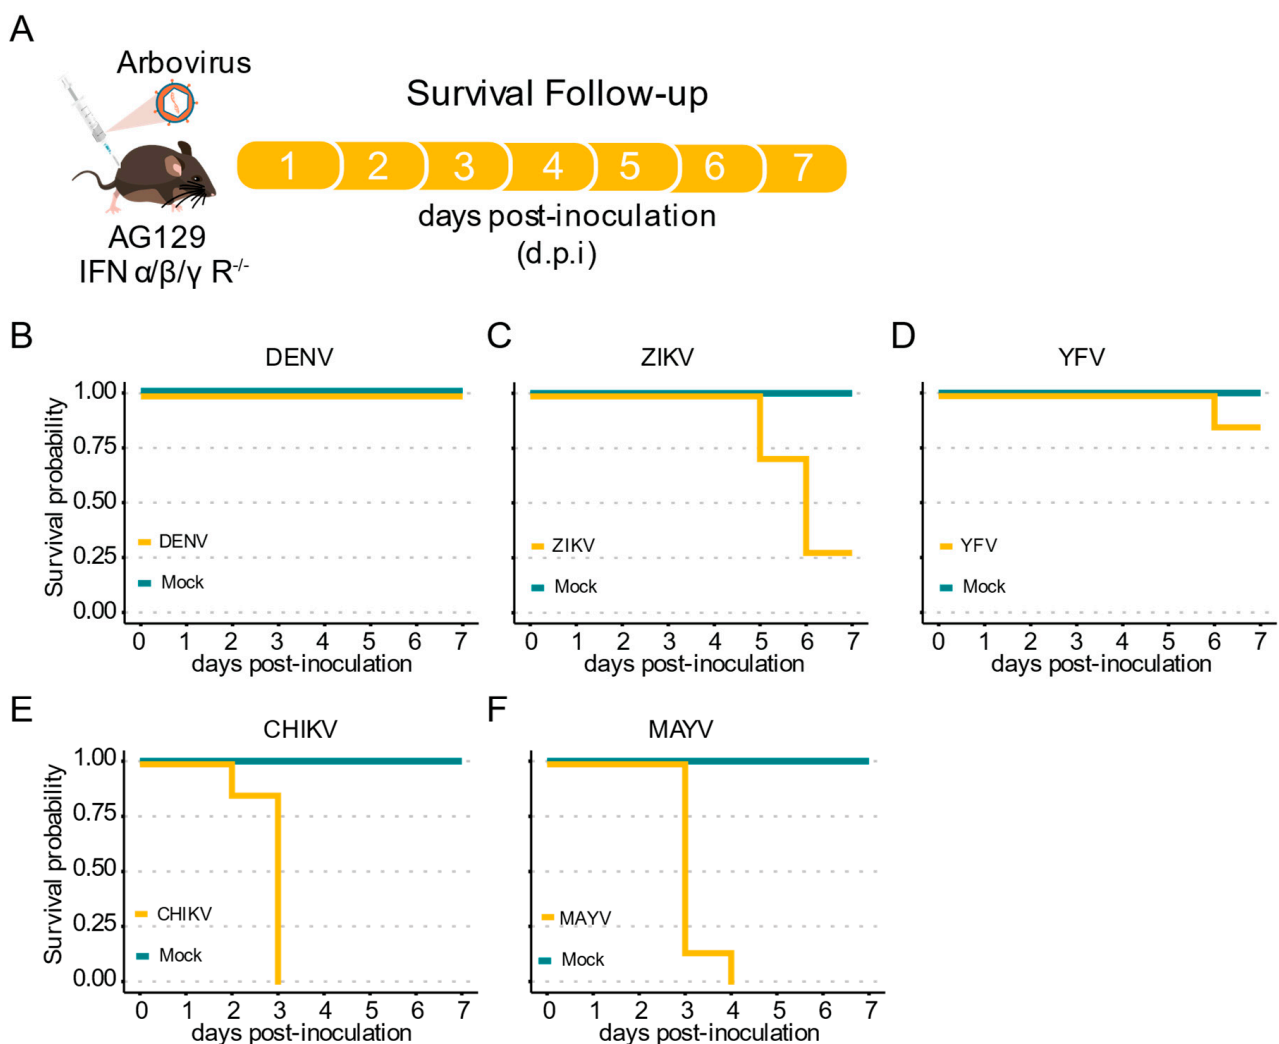 A
Arbovirus
Survival Follow-up
1 2 3 4 5 6 7
days post-inoculation
(d.p.i)
AG129
IFN α/β/γ R-/-
B
DENV
Survival probability
1.00
0.75
0.50
0.25
0.00
DENV
Mock
0 1 2 3 4 5 6 7
days post-inoculation
C
ZIKV
ZIKV
Mock
0 1 2 3 4 5 6 7
days post-inoculation
D
YFV
YFV
Mock
0 1 2 3 4 5 6 7
days post-inoculation
E
CHIKV
Survival probability
1.00
0.75
0.50
0.25
0.00
CHIKV
Mock
0 1 2 3 4 5 6 7
days post-inoculation
F
MAYV
MAYV
Mock
0 1 2 3 4 5 6 7
days post-inoculation